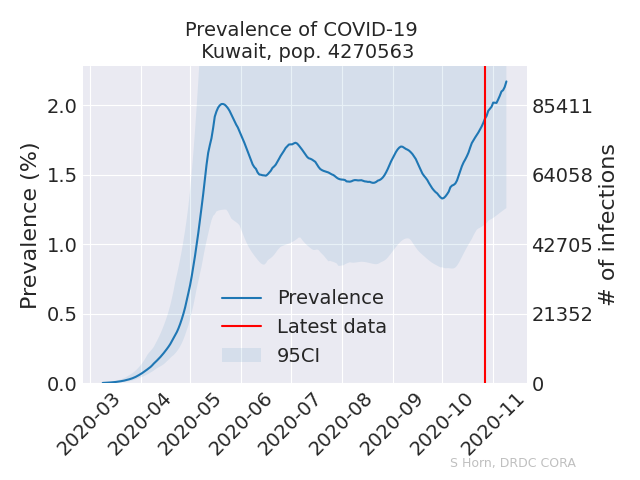 Prevalence of COVID-19
Kuwait, pop. 4270563
Prevalence (%)
2.0
1.5
1.0
0.5
0.0
85411
64058
42705
21352
0
# of infections
Prevalence
Latest data
95CI
2020-03
2020-04
2020-05
2020-06
2020-07
2020-08
2020-09
2020-10
2020-11
S Horn, DRDC CORA